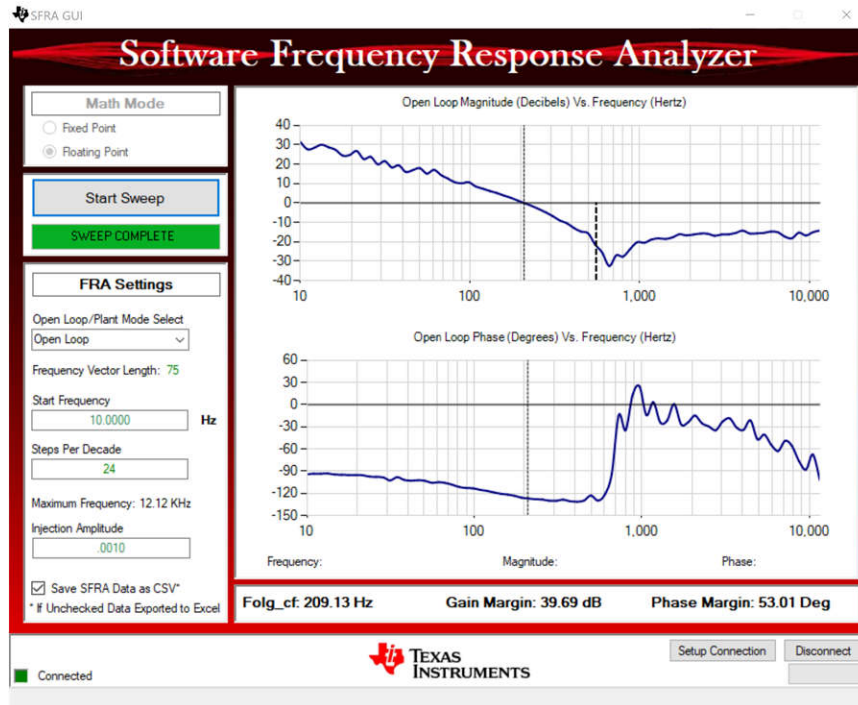 SFRA GUI
Software Frequency Response Analyzer
Math Mode
Fixed Point
Floating Point
Start Sweep
SWEEP COMPLETE
FRA Settings
Open Loop/Plant Mode Select
Open Loop
Frequency Vector Length: 75
Start Frequency
10.0000 Hz
Steps Per Decade
24
Maximum Frequency: 12.12 KHz
Injection Amplitude
.0010
Save SFRA Data as CSV*
* If Unchecked Data Exported to Excel
Open Loop Magnitude (Decibels) Vs. Frequency (Hertz)
40
30
20
10
0
-10
-20
-30
-40
10 100 1,000 10,000
Open Loop Phase (Degrees) Vs. Frequency (Hertz)
60
30
0
-30
-60
-90
-120
-150
10 100 1,000 10,000
Frequency: Magnitude: Phase:
Folg_cf: 209.13 Hz Gain Margin: 39.69 dB Phase Margin: 53.01 Deg
Connected
TEXAS
INSTRUMENTS
Setup Connection Disconnect